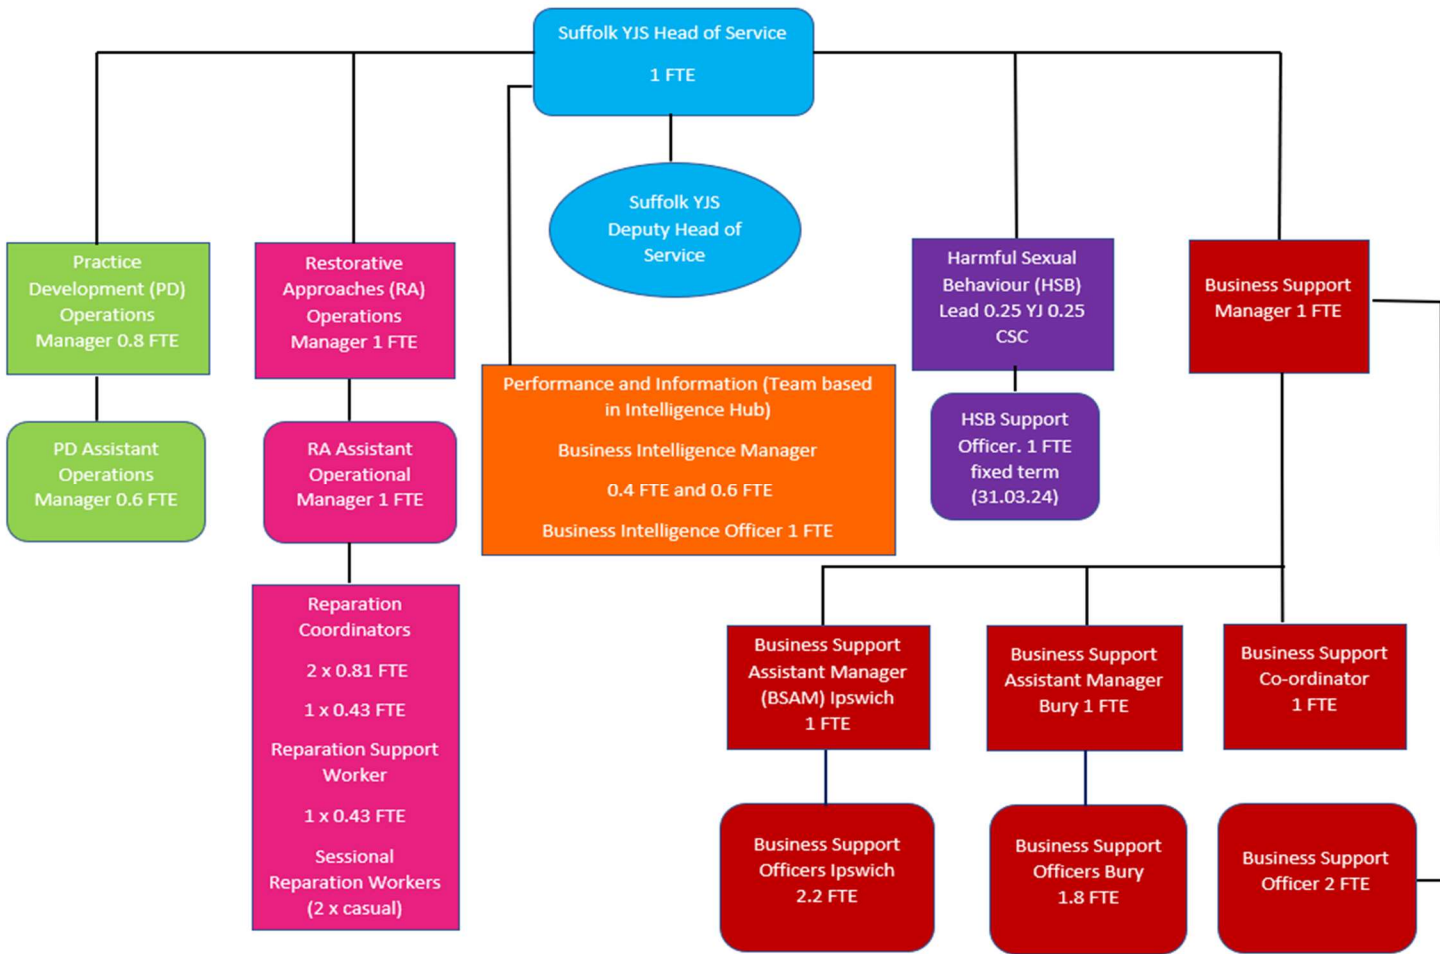 Suffolk YJS Head of Service
1 FTE
Suffolk YJS
Deputy Head of
Service
Practice
Development (PD)
Operations
Manager 0.8 FTE
PD Assistant
Operations
Manager 0.6 FTE
Restorative
Approaches (RA)
Operations
Manager 1 FTE
RA Assistant
Operational
Manager 1 FTE
Reparation
Coordinators
2 x 0.81 FTE
1 x 0.43 FTE
Reparation Support
Worker
1 x 0.43 FTE
Sessional
Reparation Workers
(2 x casual)
Performance and Information (Team based
in Intelligence Hub)
Business Intelligence Manager
0.4 FTE and 0.6 FTE
Business Intelligence Officer 1 FTE
Harmful Sexual
Behaviour (HSB)
Lead 0.25 YJ 0.25
CSC
HSB Support
Officer. 1 FTE
fixed term
(31.03.24)
Business Support
Manager 1 FTE
Business Support
Assistant Manager
(BSAM) Ipswich
1 FTE
Business Support
Assistant Manager
Bury 1 FTE
Business Support
Co-ordinator
1 FTE
Business Support
Officers Ipswich
2.2 FTE
Business Support
Officers Bury
1.8 FTE
Business Support
Officer 2 FTE